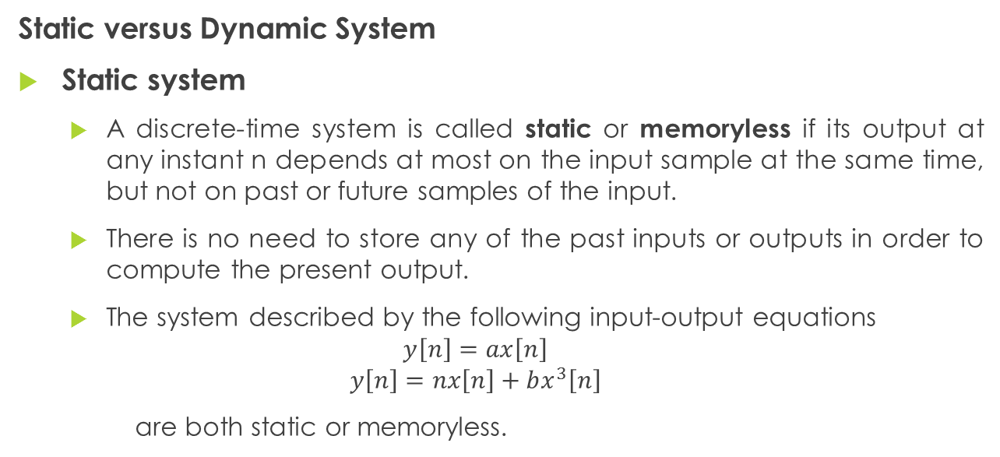 Static versus Dynamic System
Static system
A discrete-time system is called static or memoryless if its output at
any instant n depends at most on the input sample at the same time,
but not on past or future samples of the input.
There is no need to store any of the past inputs or outputs in order to
compute the present output.
The system described by the following input-output equations
y[n] = ax[n]
y[n] = nx[n] + bx³[n]
are both static or memoryless.